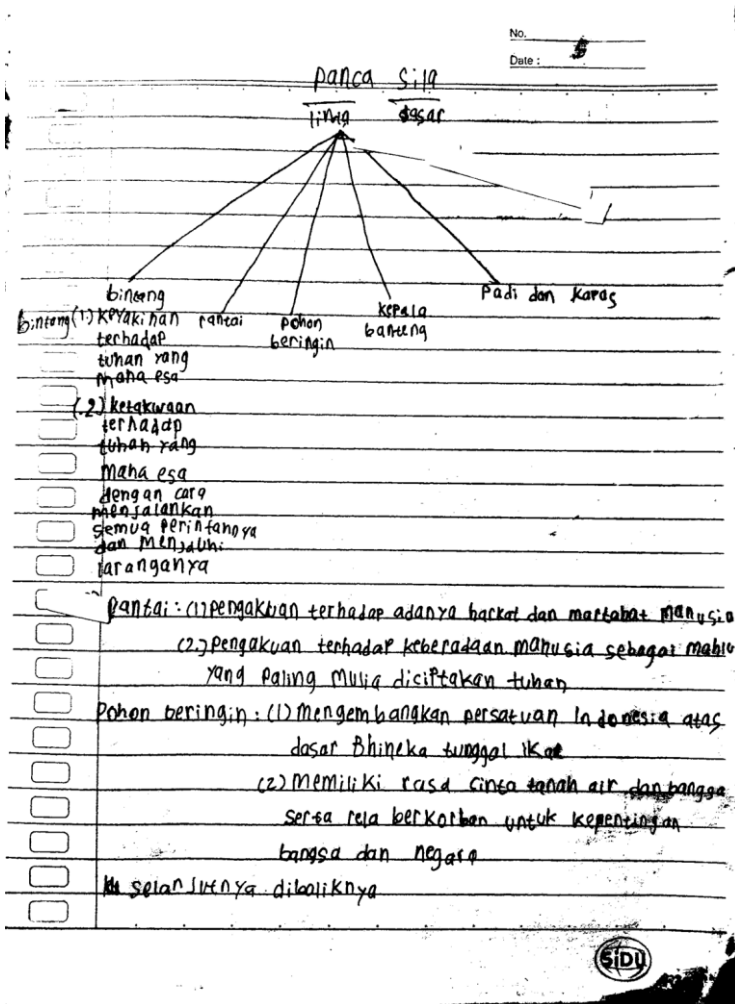 No.
Date :
panca sila
lima dasar
bintang
rantai
pohon
beringin
kepala
banteng
Padi dan kapas
bintang (1) keyakinan
terhadap
tuhan yang
maha esa
(2) ketakwaan
terhadap
tuhan yang
maha esa
dengan cara
menjalankan
semua perintahnya
dan menjauhi
laranganya
Rantai : (1) pengakuan terhadap adanya harkat dan martabat manusia
(2.) pengakuan terhadap keberadaan manusia sebagai mahlu
yang paling mulia diciptakan tuhan
Pohon beringin : (1) mengembangkan persatuan Indonesia atas
dasar Bhineka tunggal ika
(2) memiliki rasa cinta tanah air dan bangga
serta rela berkorban untuk kepentingan
bangsa dan negara
selanjutnya dibaliknya
SiDU